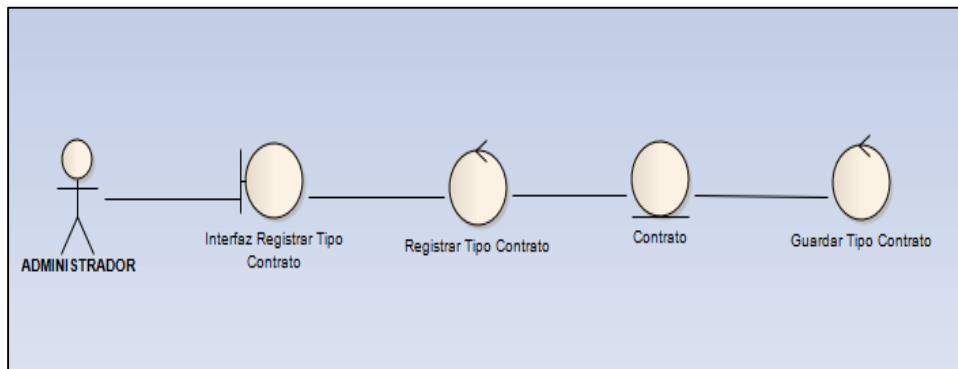 ADMINISTRADOR
Interfaz Registrar Tipo
Contrato
Registrar Tipo Contrato
Contrato
Guardar Tipo Contrato